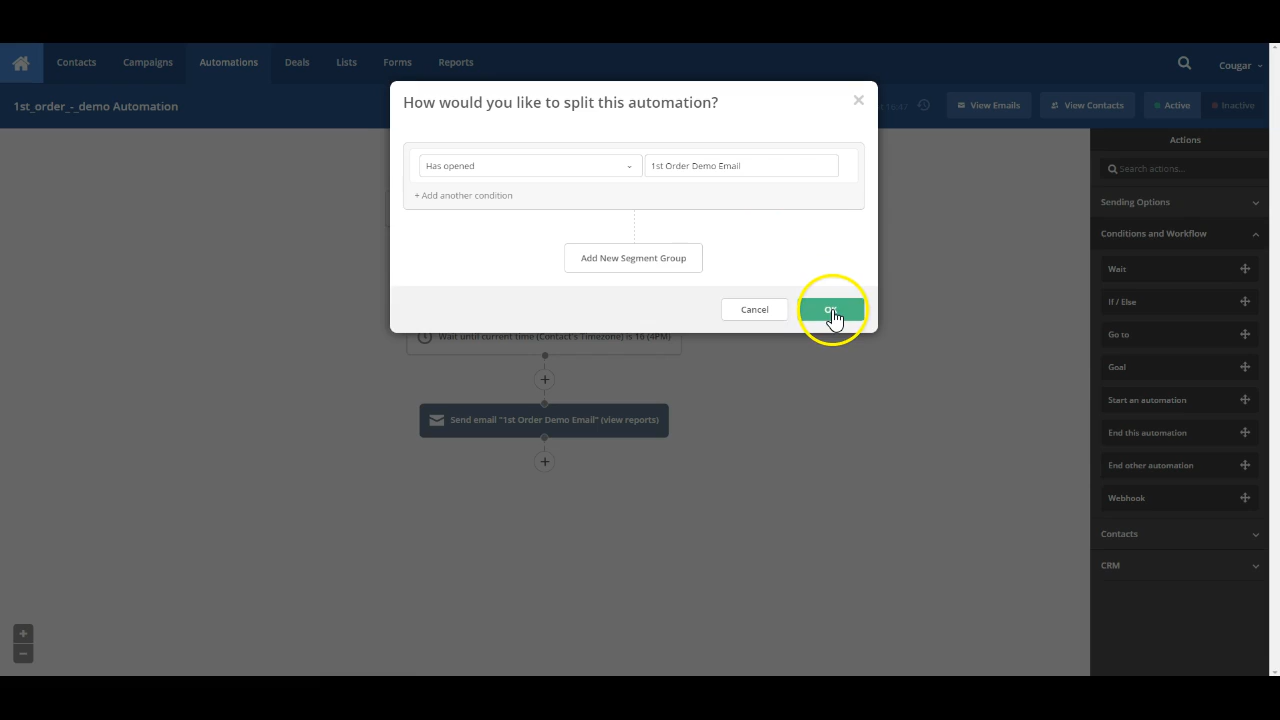 Contacts
Campaigns
Automations
Deals
Lists
Forms
Reports
Cougar
1st_order_-_demo Automation
View Emails
View Contacts
Active
Inactive
How would you like to split this automation?
Has opened
1st Order Demo Email
+ Add another condition
Add New Segment Group
Cancel
Wait until current time (Contact's Timezone) is 16 (4PM)
Send email "1st Order Demo Email" (view reports)
Actions
Search actions...
Sending Options
Conditions and Workflow
Wait
If / Else
Go to
Goal
Start an automation
End this automation
End other automation
Webhook
Contacts
CRM